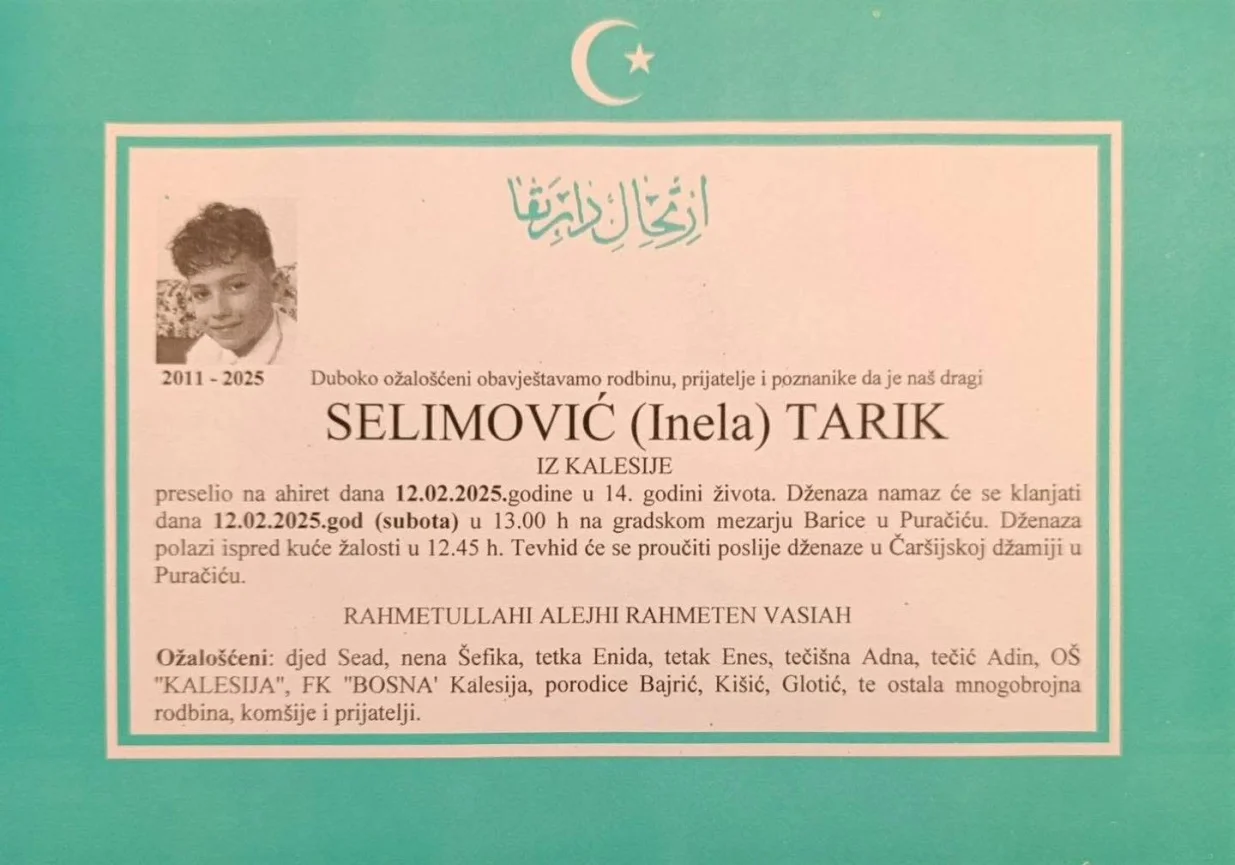 ارتحال دار بقا
2011 - 2025
Duboko ožalošćeni obavještavamo rodbinu, prijatelje i poznanike da je naš dragi
SELIMOVIĆ (Inela) TARIK
IZ KALESIJE
preselio na ahiret dana 12.02.2025.godine u 14. godini života. Dženaza namaz će se klanjati
dana 12.02.2025.god (subota) u 13.00 h na gradskom mezarju Barice u Puračiću. Dženaza
polazi ispred kuće žalosti u 12.45 h. Tevhid će se proučiti poslije dženaze u Čaršijskoj džamiji u
Puračiću.
RAHMETULLAHI ALEJHI RAHMETEN VASIAH
Ožalošćeni: djed Sead, nena Šefika, tetka Enida, tetak Enes, tečišna Adna, tečić Adin, OŠ
"KALESIJA", FK "BOSNA' Kalesija, porodice Bajrić, Kišić, Glotić, te ostala mnogobrojna
rodbina, komšije i prijatelji.